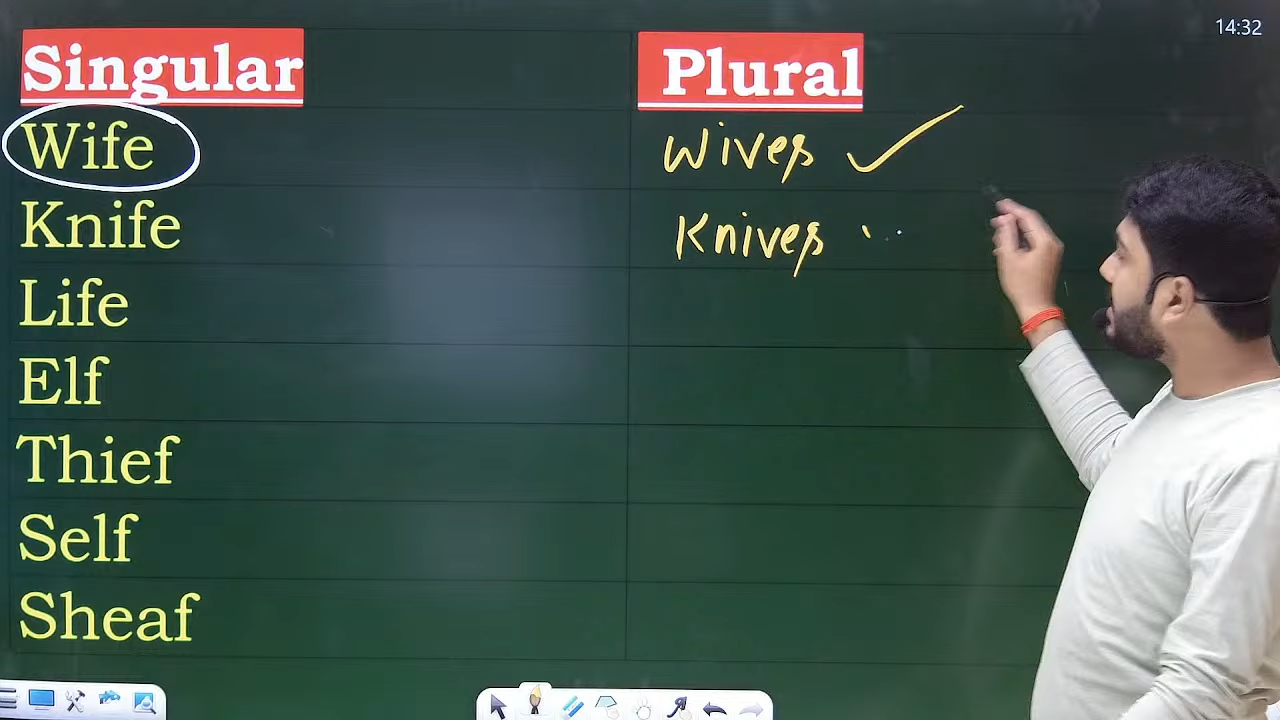 14:32
Singular Plural
Wife Wives
Knife Knives
Life
Elf
Thief
Self
Sheaf